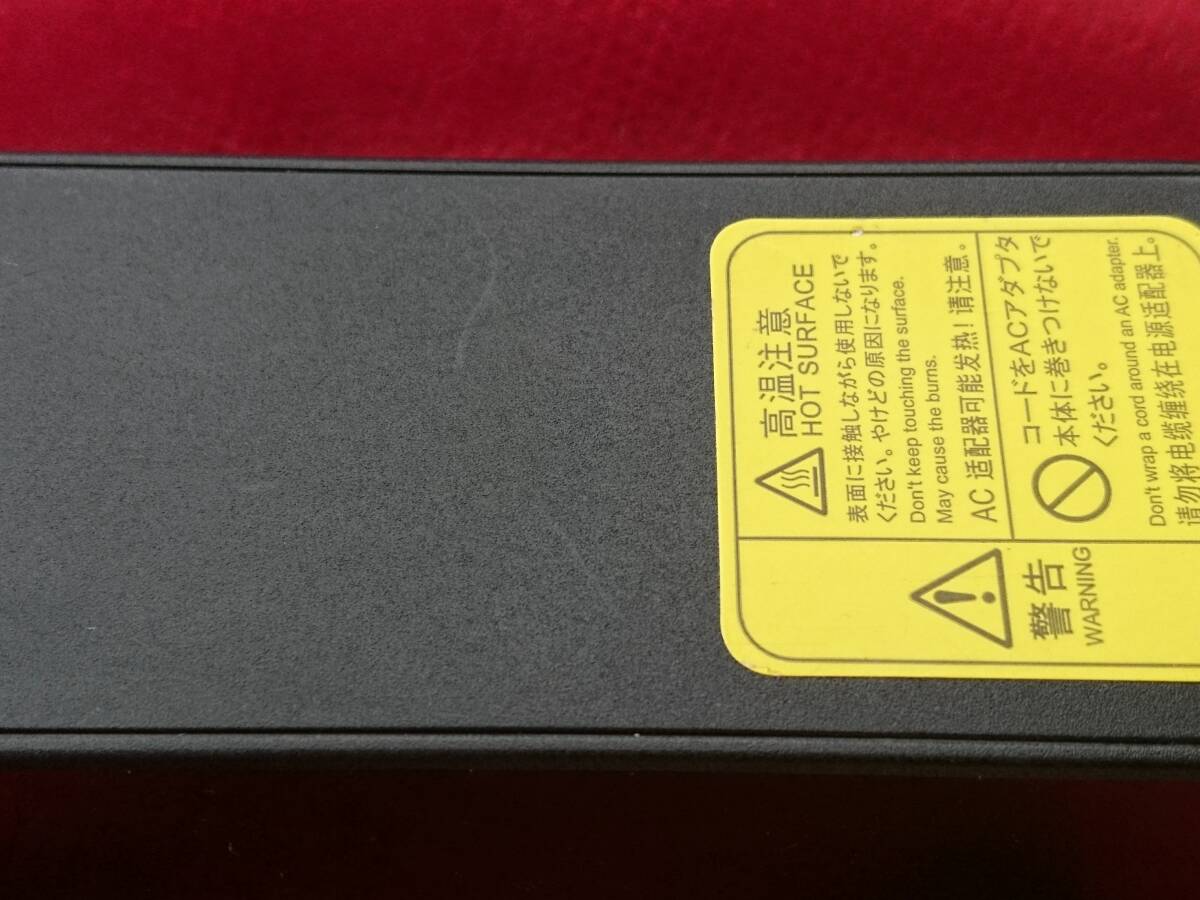 警告
WARNING
高温注意
HOT SURFACE
表面に接触しながら使用しないで
ください。やけどの原因になります。
Don't keep touching the surface.
May cause the burns.
AC 适配器可能发热！请注意。
コードをACアダプタ
本体に巻きつけないで
ください。
Don't wrap a cord around an AC adapter.
请勿将电缆缠绕在电源适配器上。